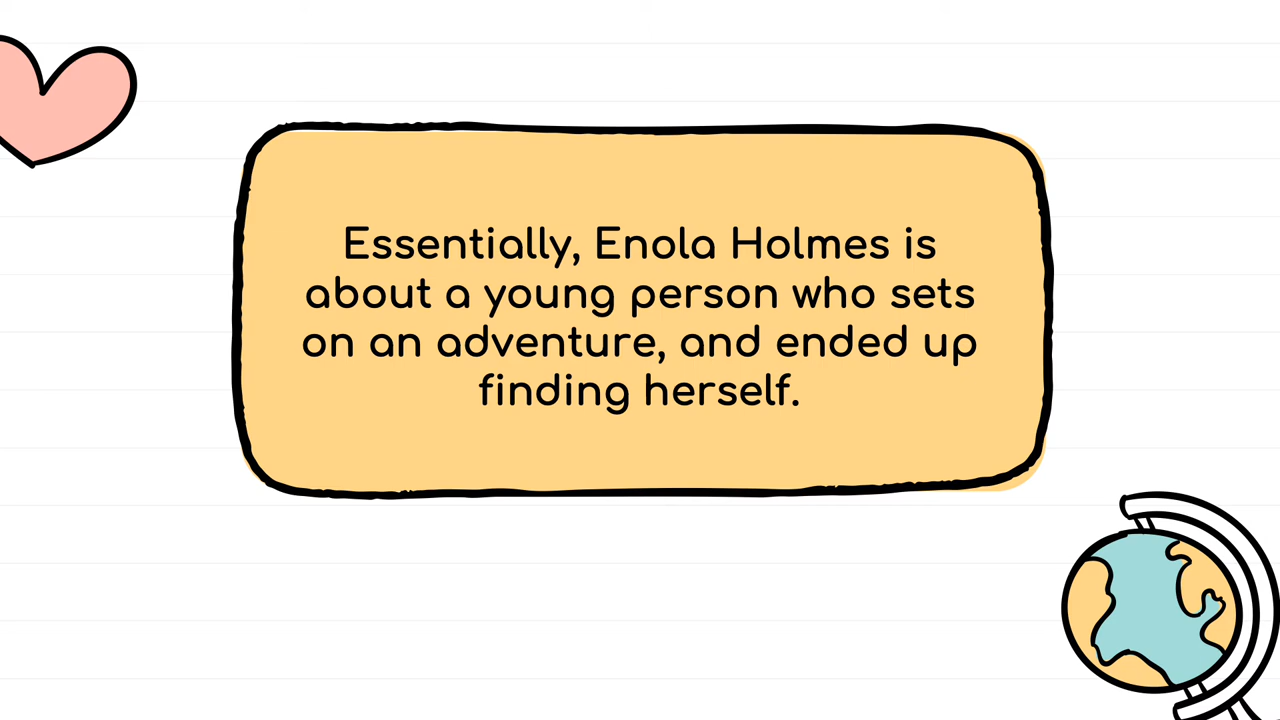 Essentially, Enola Holmes is
about a young person who sets
on an adventure, and ended up
finding herself.